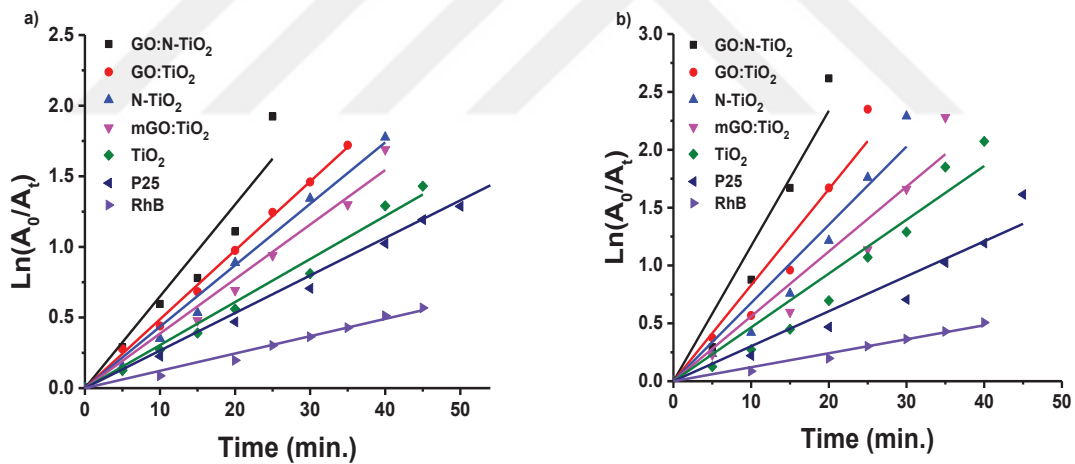 a)
2.5
2.0
1.5
1.0
0.5
0.0
Ln(A₀/Aₜ)
GO:N-TiO₂
GO:TiO₂
N-TiO₂
mGO:TiO₂
TiO₂
P25
RhB
0 10 20 30 40 50
Time (min.)
b)
3.0
2.5
2.0
1.5
1.0
0.5
0.0
Ln(A₀/Aₜ)
GO:N-TiO₂
GO:TiO₂
N-TiO₂
mGO:TiO₂
TiO₂
P25
RhB
0 10 20 30 40 50
Time (min.)